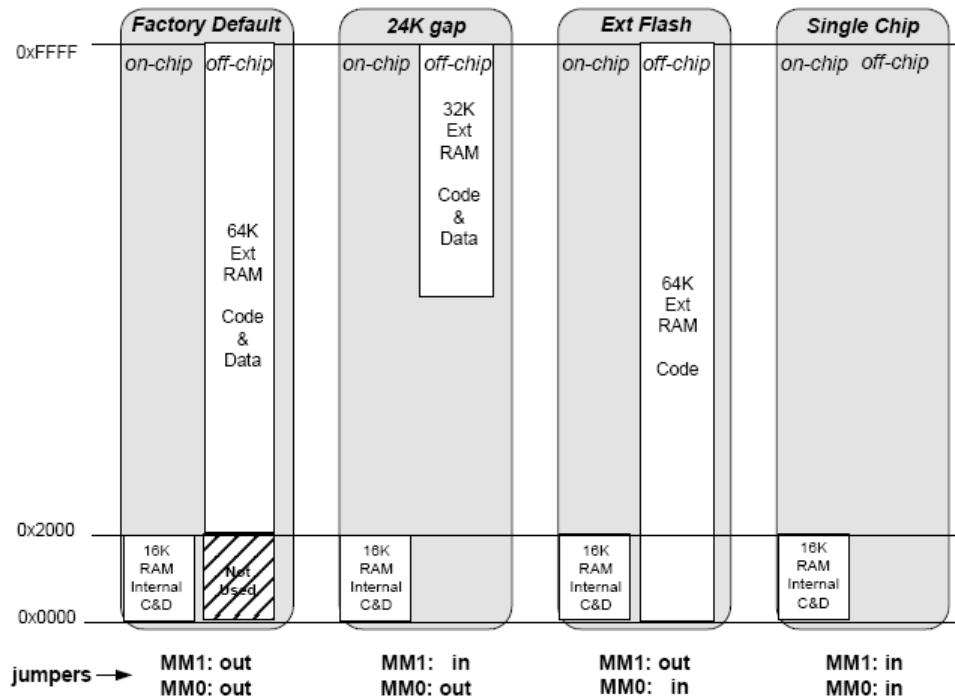 Factory Default
24K gap
Ext Flash
Single Chip
0xFFFF
on-chip off-chip
on-chip off-chip
on-chip off-chip
on-chip off-chip
64K
Ext
RAM
Code
&
Data
32K
Ext
RAM
Code
&
Data
64K
Ext
RAM
Code
0x2000
16K
RAM
Internal
C&D
Not
Used
16K
RAM
Internal
C&D
16K
RAM
Internal
C&D
16K
RAM
Internal
C&D
0x0000
jumpers
MM1: out
MM0: out
MM1: in
MM0: out
MM1: out
MM0: in
MM1: in
MM0: in